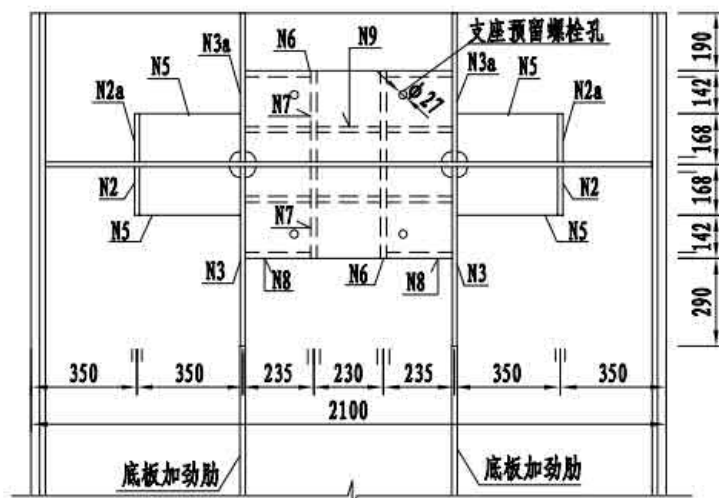 N6 N9 支座预留螺栓孔
N3a N3a
N5 N5
N2a N7 φ27 N2a
N2 N2
N5 N7 N5
N3 N8 N6 N8 N3
190
142
168
168
142
290
350 350 235 230 235 350 350
2100
底板加劲肋 底板加劲肋